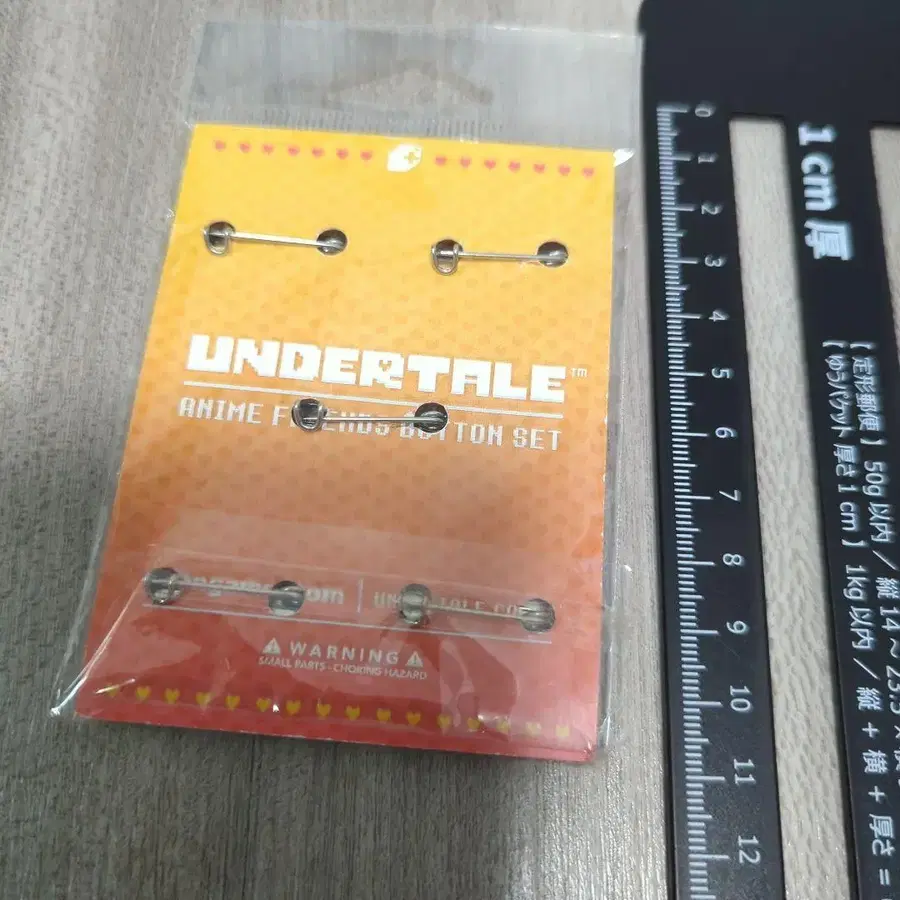 UNDERTALE™
ANIME FRIENDS BUTTON SET
WARNING
SMALL PARTS - CHOKING HAZARD
0
1
2
3
4
5
6
7
8
9
10
11
12
1cm厚
【定形郵便】50g以内／縦14～23.5×
【ゆうパケット厚さ1cm】1kg以内／縦＋横＋厚さ=